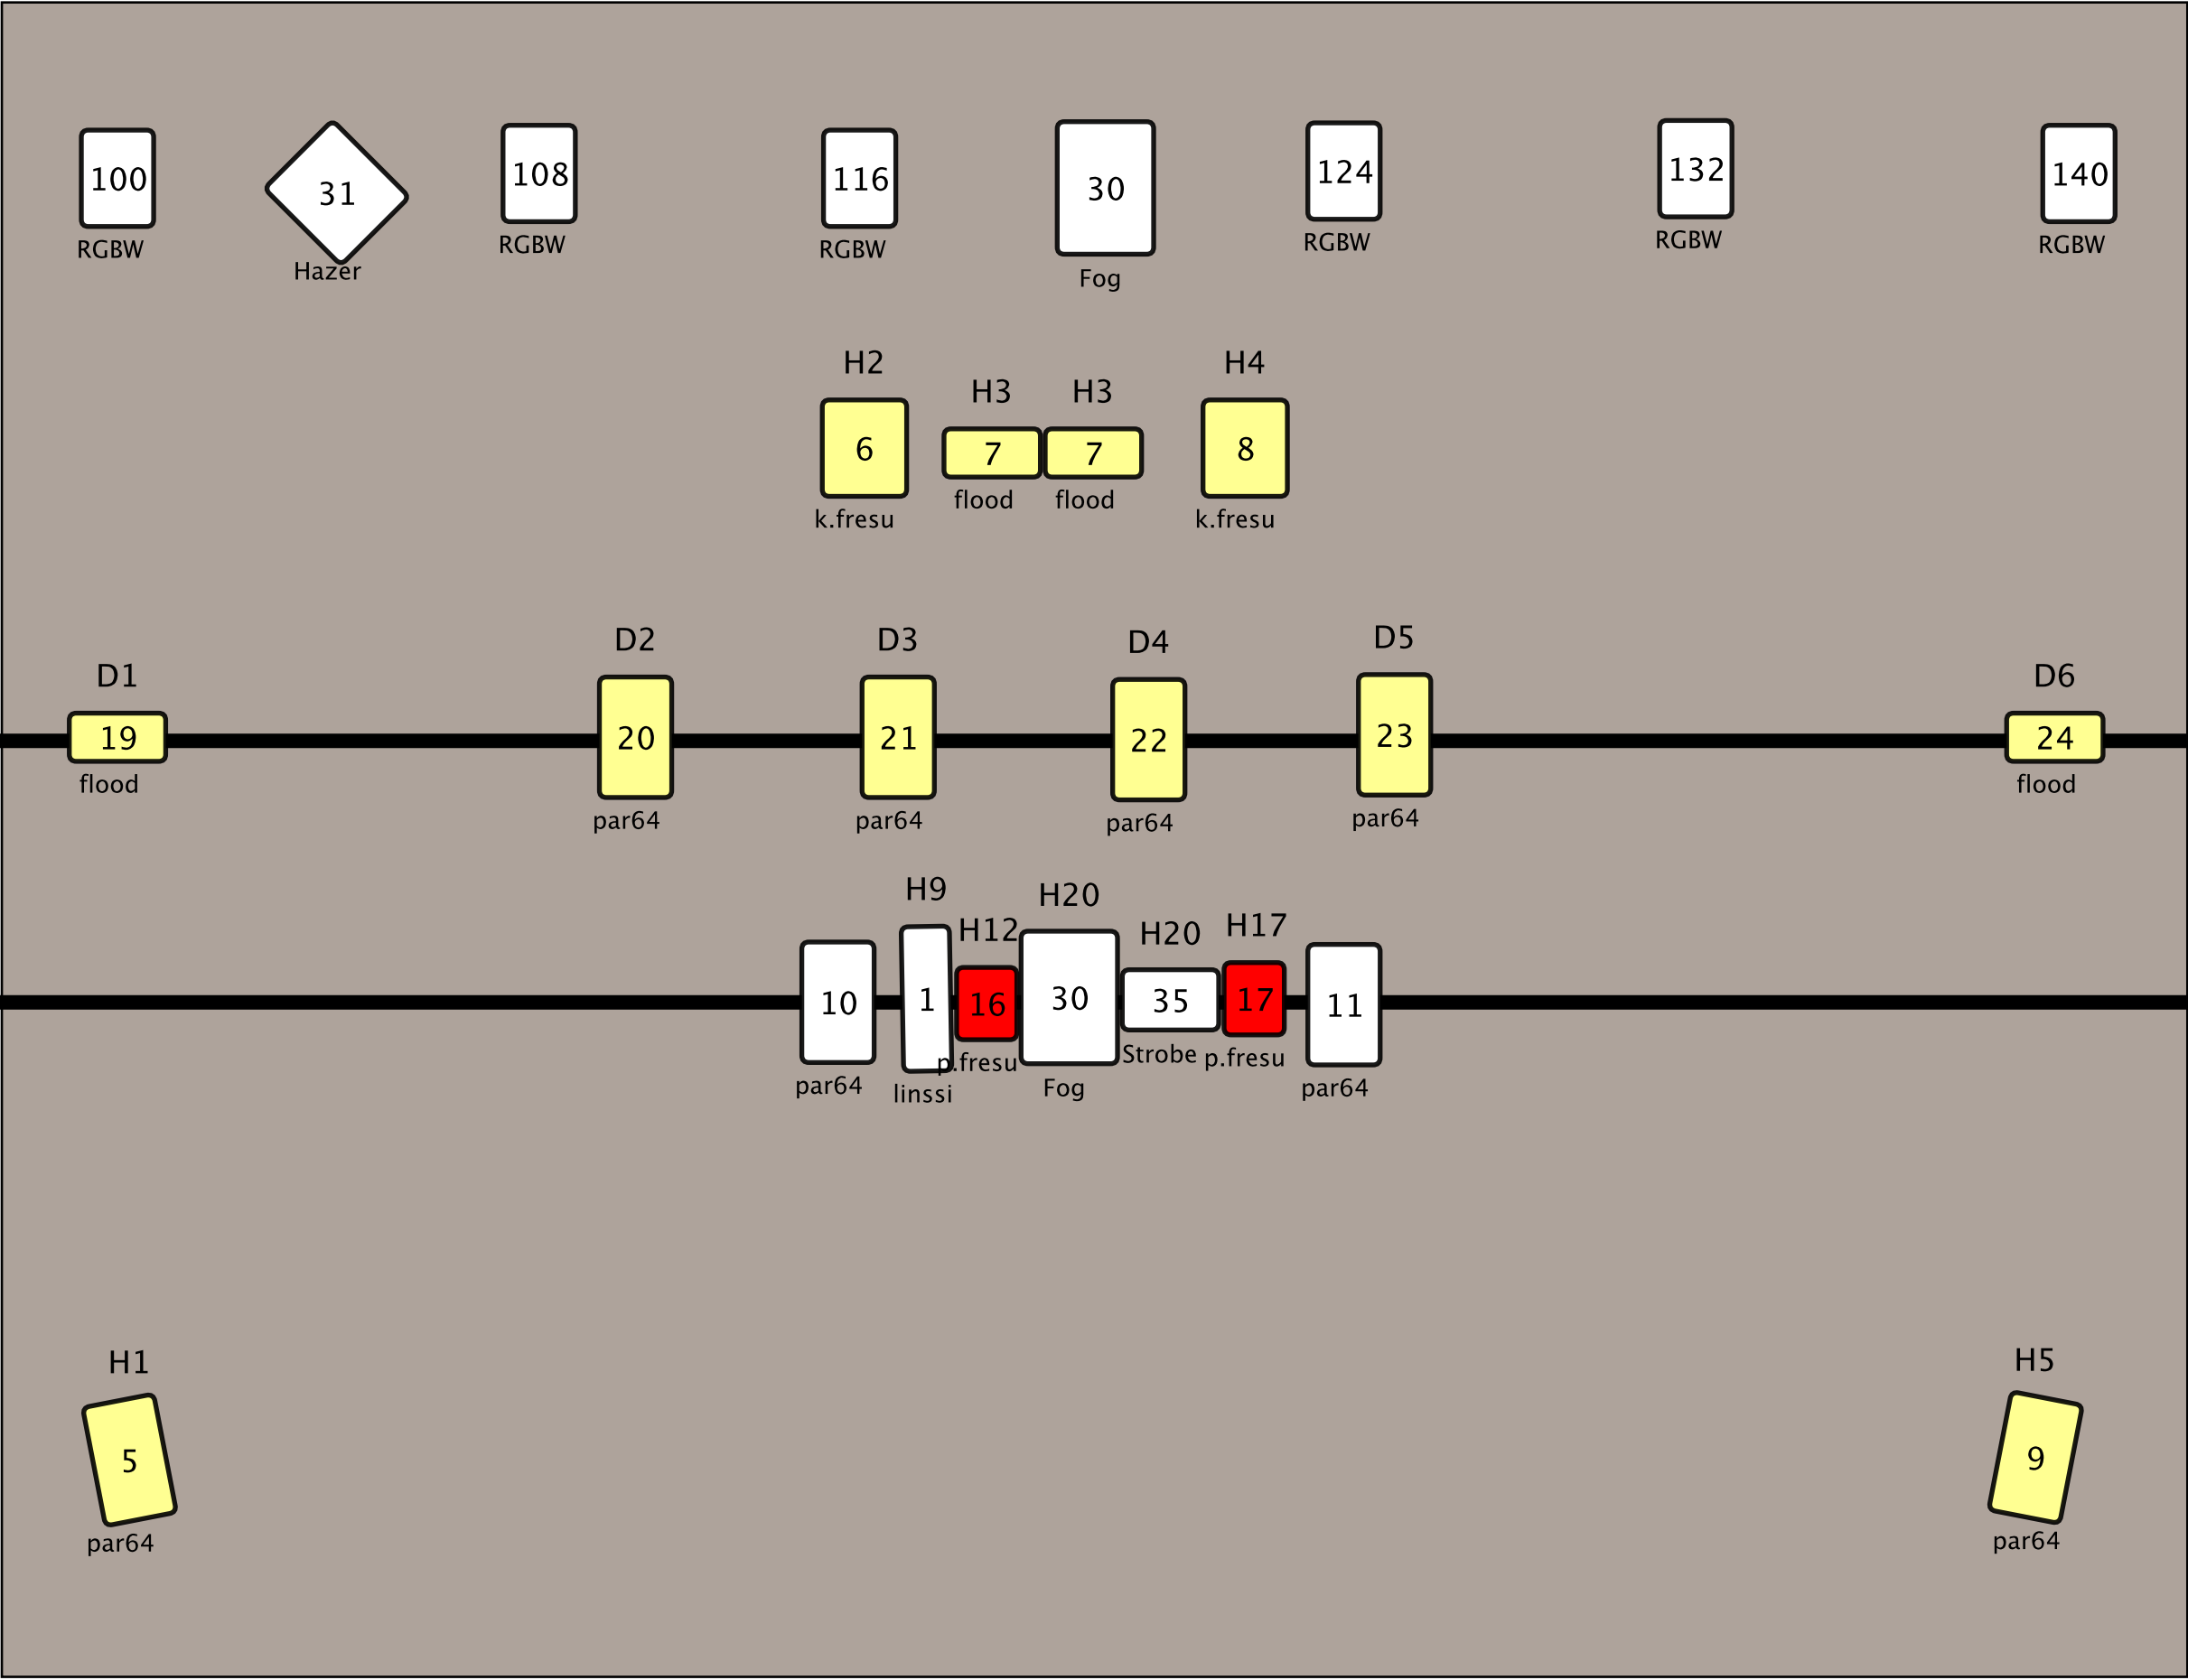 100 31 108 116 30 124 132 140
RGBW Hazer RGBW RGBW Fog RGBW RGBW RGBW
H2 H3 H3 H4
6 7 7 8
k.fresu flood flood k.fresu
D1 D2 D3 D4 D5 D6
19 20 21 22 23 24
flood par64 par64 par64 par64 flood
H9 H12 H20 H20 H17
10 1 16 30 35 17 11
par64 linssi p.fresu Fog Strobe p.fresu par64
H1 H5
5 9
par64 par64